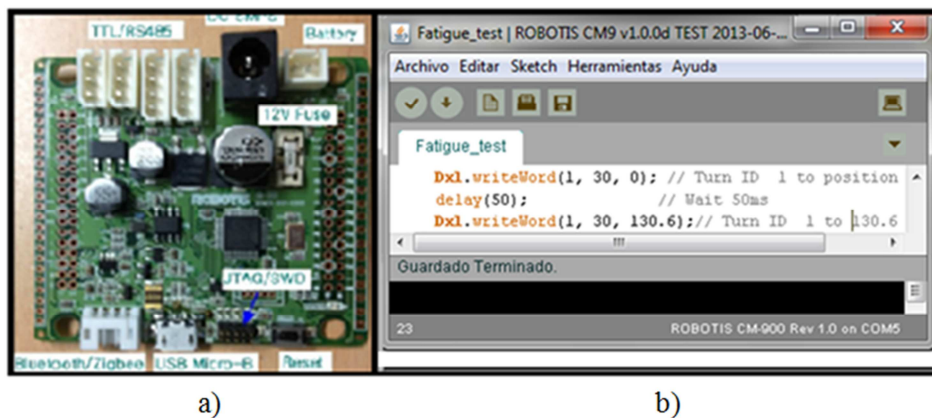 DC SMPS
TTL/RS485
Battery
12V Fuse
ROBOTIS
JTAG/SWD
Bluetooth/Zigbee USB Micro-B Reset
a)
Fatigue_test | ROBOTIS CM9 v1.0.0d TEST 2013-06-...
Archivo Editar Sketch Herramientas Ayuda
Fatigue_test
Dxl.writeWord(1, 30, 0); // Turn ID 1 to position
delay(50); // Wait 50ms
Dxl.writeWord(1, 30, 130.6);// Turn ID 1 to 130.6
Guardado Terminado.
23 ROBOTIS CM-900 Rev 1.0 on COM5
b)